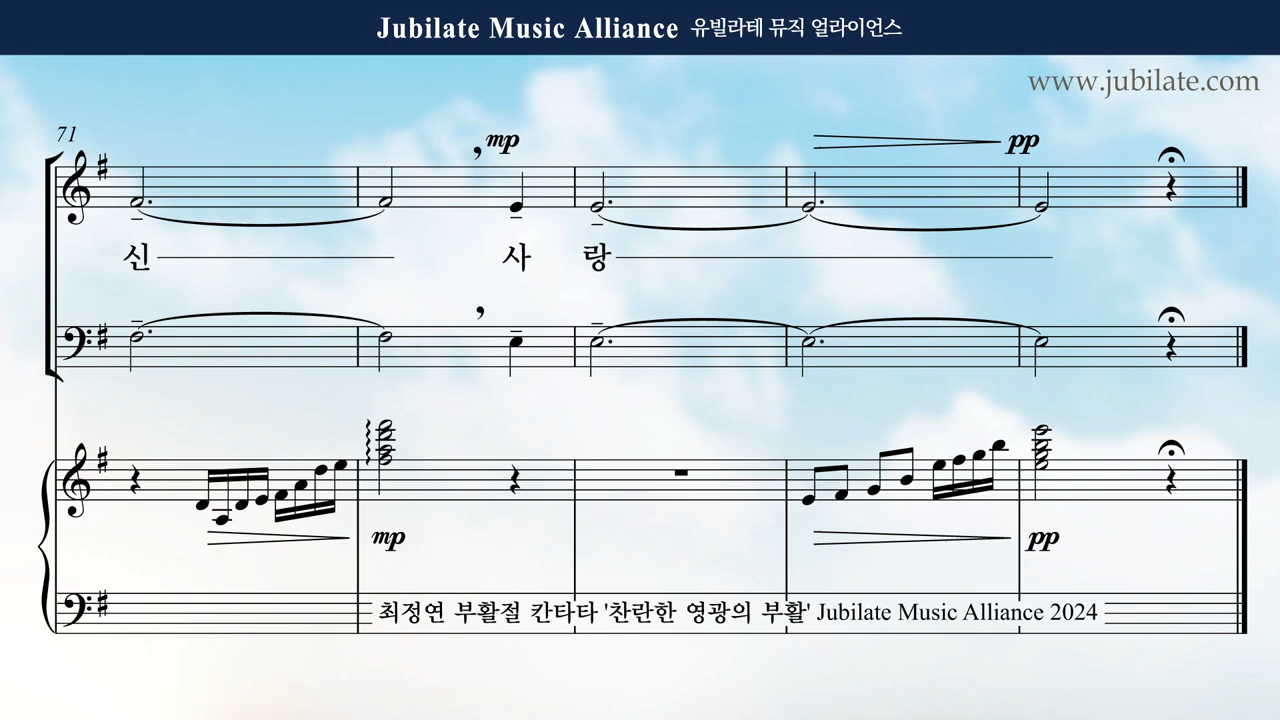 Jubilate Music Alliance 유빌라테 뮤직 얼라이언스
www.jubilate.com
71
mp
pp
신 사 랑
mp
pp
최정연 부활절 칸타타 '찬란한 영광의 부활' Jubilate Music Alliance 2024